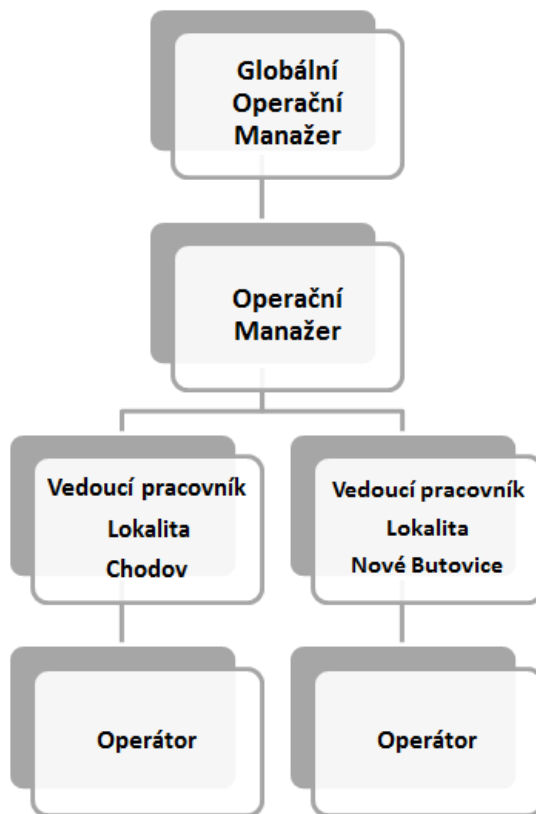 Globální
Operační
Manažer
Operační
Manažer
Vedoucí pracovník
Lokalita
Chodov
Vedoucí pracovník
Lokalita
Nové Butovice
Operátor
Operátor